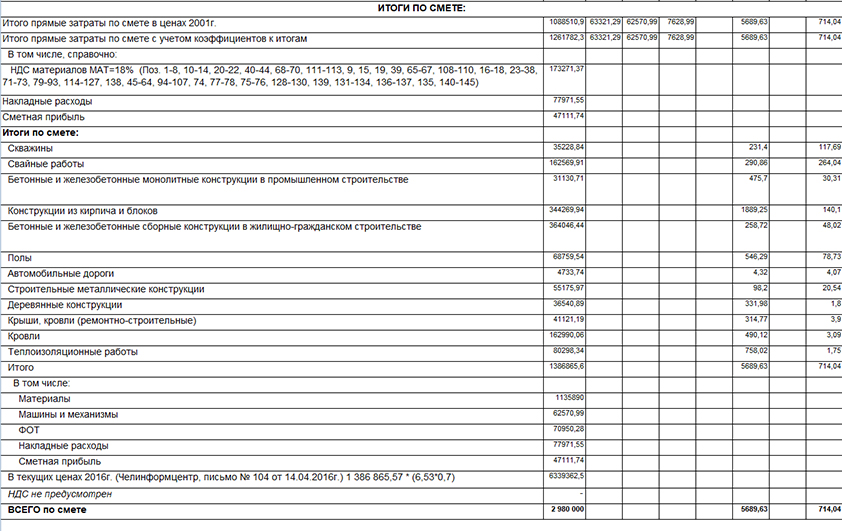 ИТОГИ ПО СМЕТЕ:
Итого прямые затраты по смете в ценах 2001г. 1088510,9 63321,29 62570,99 7628,99 5689,63 714,04
Итого прямые затраты по смете с учетом коэффициентов к итогам 1261782,3 63321,29 62570,99 7628,99 5689,63 714,04
В том числе, справочно:
НДС материалов МАТ=18% (Поз. 1-8, 10-14, 20-22, 40-44, 68-70, 111-113, 9, 15, 19, 39, 65-67, 108-110, 16-18, 23-38, 173271,37
71-73, 79-93, 114-127, 138, 45-64, 94-107, 74, 77-78, 75-76, 128-130, 139, 131-134, 136-137, 135, 140-145)
Накладные расходы 77971,55
Сметная прибыль 47111,74
Итоги по смете:
Скважины 35228,84 231,4 117,69
Свайные работы 162569,91 290,86 264,04
Бетонные и железобетонные монолитные конструкции в промышленном строительстве 31130,71 475,7 30,31
Конструкции из кирпича и блоков 344269,94 1889,25 140,1
Бетонные и железобетонные сборные конструкции в жилищно-гражданском строительстве 364046,44 258,72 48,02
Полы 68759,54 546,29 78,73
Автомобильные дороги 4733,74 4,32 4,07
Строительные металлические конструкции 55175,97 98,2 20,54
Деревянные конструкции 36540,89 331,98 1,8
Крыши, кровли (ремонтно-строительные) 41121,19 314,77 3,9
Кровли 162990,06 490,12 3,09
Теплоизоляционные работы 80298,34 758,02 1,75
Итого 1386865,6 5689,63 714,04
В том числе:
Материалы 1135890
Машины и механизмы 62570,99
ФОТ 70950,28
Накладные расходы 77971,55
Сметная прибыль 47111,74
В текущих ценах 2016г. (Челинформцентр, письмо № 104 от 14.04.2016г.) 1 386 865,57 * (6,53*0,7) 6339362,5
НДС не предусмотрен -
ВСЕГО по смете 2 980 000 5689,63 714,04